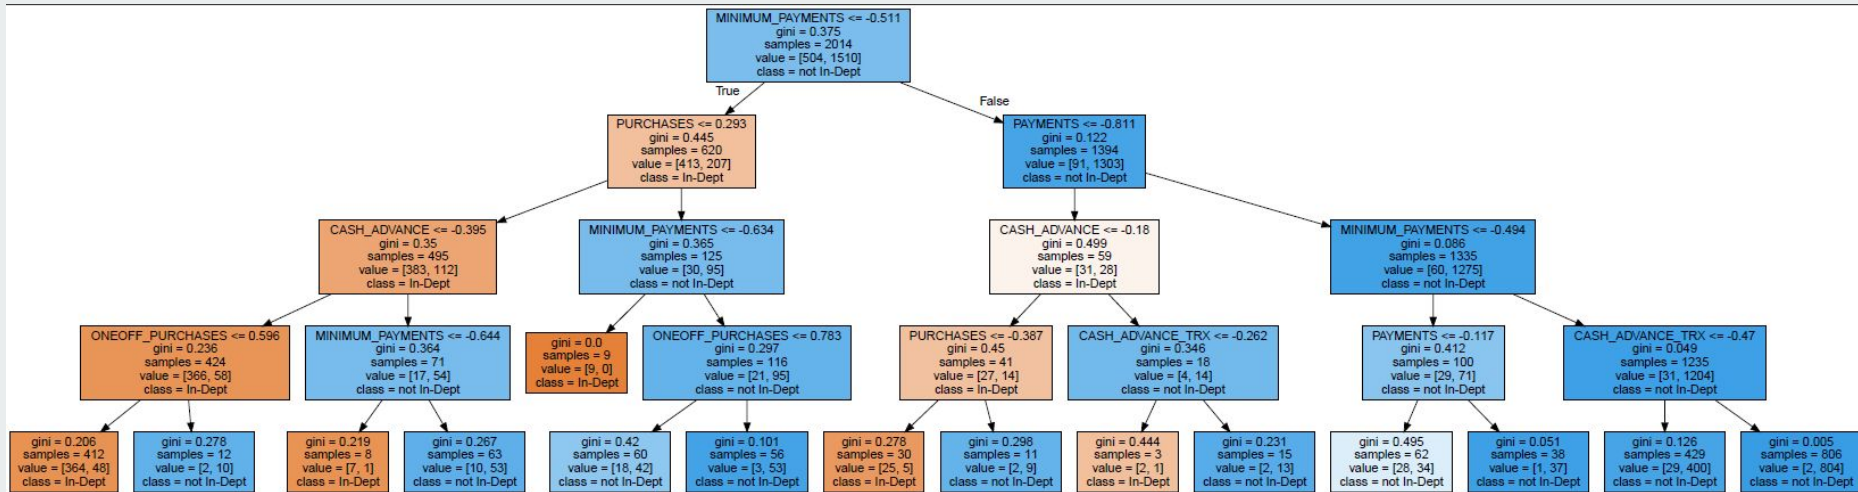 MINIMUM_PAYMENTS <= -0.511
gini = 0.375
samples = 2014
value = [504, 1510]
class = not In-Dept
True
False
PURCHASES <= 0.293
gini = 0.445
samples = 620
value = [413, 207]
class = In-Dept
PAYMENTS <= -0.811
gini = 0.122
samples = 1394
value = [91, 1303]
class = not In-Dept
CASH_ADVANCE <= -0.395
gini = 0.35
samples = 495
value = [383, 112]
class = In-Dept
MINIMUM_PAYMENTS <= -0.634
gini = 0.365
samples = 125
value = [30, 95]
class = not In-Dept
CASH_ADVANCE <= -0.18
gini = 0.499
samples = 59
value = [31, 28]
class = In-Dept
MINIMUM_PAYMENTS <= -0.494
gini = 0.086
samples = 1335
value = [60, 1275]
class = not In-Dept
ONEOFF_PURCHASES <= 0.596
gini = 0.236
samples = 424
value = [366, 58]
class = In-Dept
MINIMUM_PAYMENTS <= -0.644
gini = 0.364
samples = 71
value = [17, 54]
class = not In-Dept
gini = 0.0
samples = 9
value = [9, 0]
class = In-Dept
ONEOFF_PURCHASES <= 0.783
gini = 0.297
samples = 116
value = [21, 95]
class = not In-Dept
PURCHASES <= -0.387
gini = 0.45
samples = 41
value = [27, 14]
class = In-Dept
CASH_ADVANCE_TRX <= -0.262
gini = 0.346
samples = 18
value = [4, 14]
class = not In-Dept
PAYMENTS <= -0.117
gini = 0.412
samples = 100
value = [29, 71]
class = not In-Dept
CASH_ADVANCE_TRX <= -0.47
gini = 0.049
samples = 1235
value = [31, 1204]
class = not In-Dept
gini = 0.206
samples = 412
value = [364, 48]
class = In-Dept
gini = 0.278
samples = 12
value = [2, 10]
class = not In-Dept
gini = 0.219
samples = 8
value = [7, 1]
class = In-Dept
gini = 0.267
samples = 63
value = [10, 53]
class = not In-Dept
gini = 0.42
samples = 60
value = [18, 42]
class = not In-Dept
gini = 0.101
samples = 56
value = [3, 53]
class = not In-Dept
gini = 0.278
samples = 30
value = [25, 5]
class = In-Dept
gini = 0.298
samples = 11
value = [2, 9]
class = not In-Dept
gini = 0.444
samples = 3
value = [2, 1]
class = In-Dept
gini = 0.231
samples = 15
value = [2, 13]
class = not In-Dept
gini = 0.495
samples = 62
value = [28, 34]
class = not In-Dept
gini = 0.051
samples = 38
value = [1, 37]
class = not In-Dept
gini = 0.126
samples = 429
value = [29, 400]
class = not In-Dept
gini = 0.005
samples = 806
value = [2, 804]
class = not In-Dept